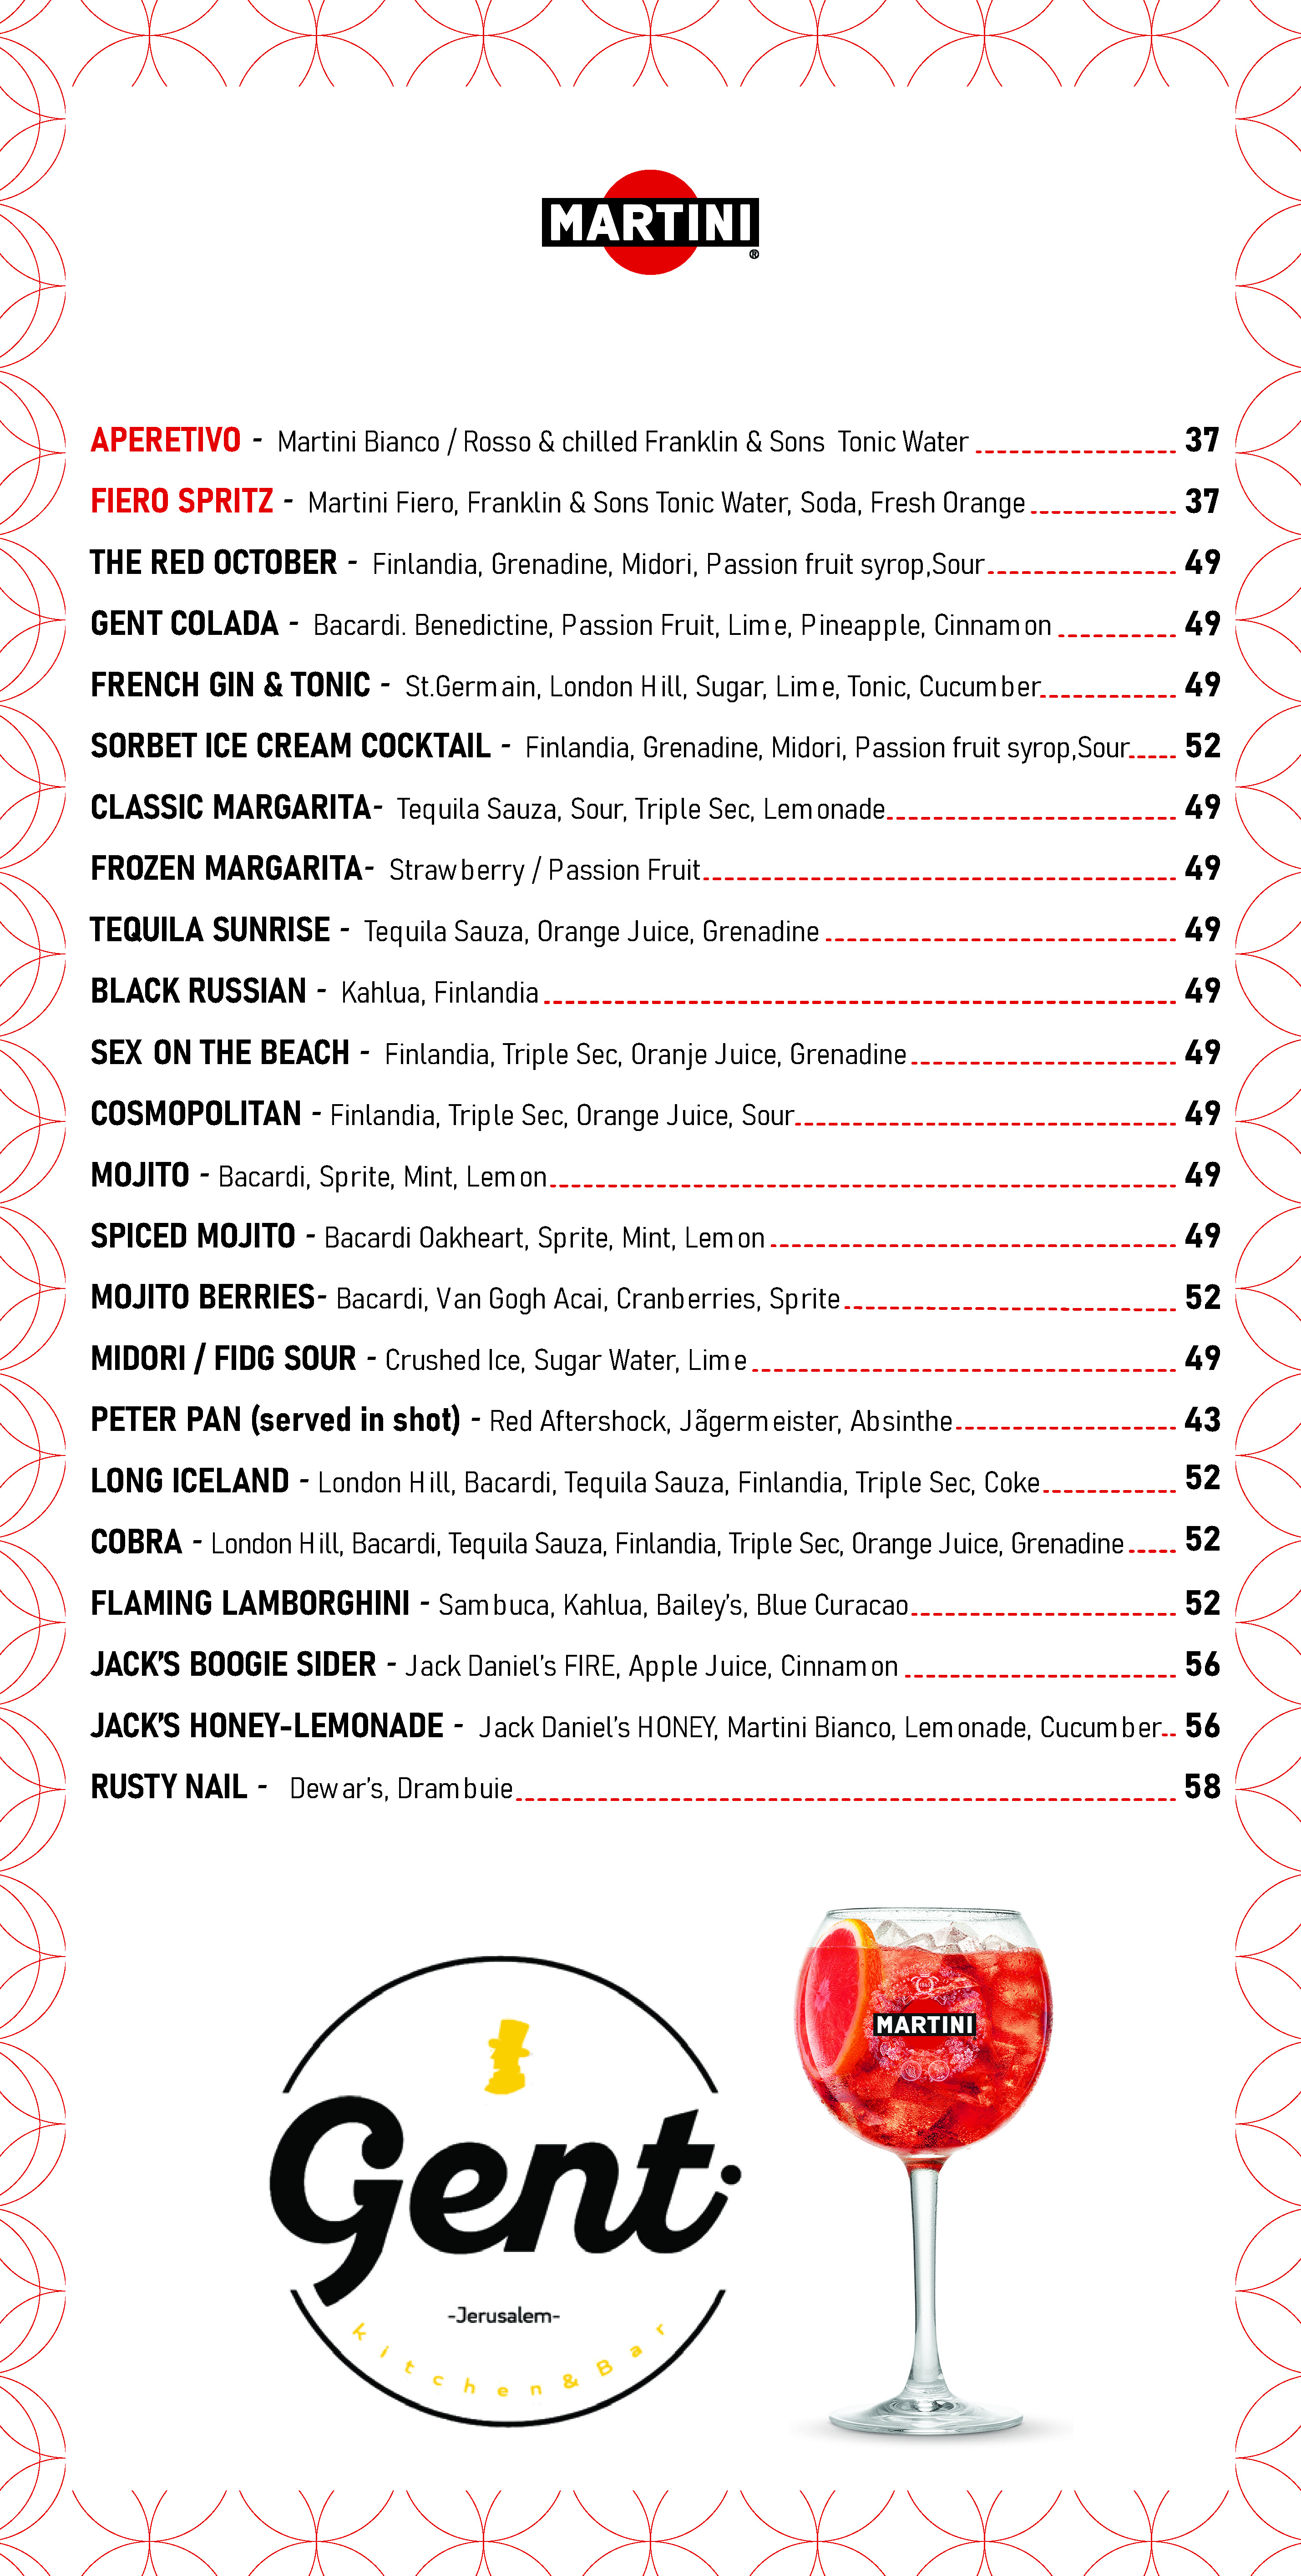 MARTINI
®
APERETIVO - Martini Bianco / Rosso & chilled Franklin & Sons Tonic Water 37
FIERO SPRITZ - Martini Fiero, Franklin & Sons Tonic Water, Soda, Fresh Orange 37
THE RED OCTOBER - Finlandia, Grenadine, Midori, Passion fruit syrop,Sour 49
GENT COLADA - Bacardi. Benedictine, Passion Fruit, Lime, Pineapple, Cinnamon 49
FRENCH GIN & TONIC - St.Germain, London Hill, Sugar, Lime, Tonic, Cucumber 49
SORBET ICE CREAM COCKTAIL - Finlandia, Grenadine, Midori, Passion fruit syrop,Sour 52
CLASSIC MARGARITA- Tequila Sauza, Sour, Triple Sec, Lemonade 49
FROZEN MARGARITA- Strawberry / Passion Fruit 49
TEQUILA SUNRISE - Tequila Sauza, Orange Juice, Grenadine 49
BLACK RUSSIAN - Kahlua, Finlandia 49
SEX ON THE BEACH - Finlandia, Triple Sec, Oranje Juice, Grenadine 49
COSMOPOLITAN - Finlandia, Triple Sec, Orange Juice, Sour 49
MOJITO - Bacardi, Sprite, Mint, Lemon 49
SPICED MOJITO - Bacardi Oakheart, Sprite, Mint, Lemon 49
MOJITO BERRIES- Bacardi, Van Gogh Acai, Cranberries, Sprite 52
MIDORI / FIDG SOUR - Crushed Ice, Sugar Water, Lime 49
PETER PAN (served in shot) - Red Aftershock, Jãgermeister, Absinthe 43
LONG ICELAND - London Hill, Bacardi, Tequila Sauza, Finlandia, Triple Sec, Coke 52
COBRA - London Hill, Bacardi, Tequila Sauza, Finlandia, Triple Sec, Orange Juice, Grenadine 52
FLAMING LAMBORGHINI - Sambuca, Kahlua, Bailey's, Blue Curacao 52
JACK'S BOOGIE SIDER - Jack Daniel's FIRE, Apple Juice, Cinnamon 56
JACK'S HONEY-LEMONADE - Jack Daniel's HONEY, Martini Bianco, Lemonade, Cucumber 56
RUSTY NAIL - Dewar's, Drambuie 58
MARTINI
Gent
-Jerusalem-
kitchen & Bar